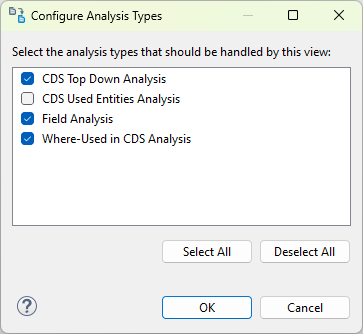 Configure Analysis Types
Select the analysis types that should be handled by this view:
CDS Top Down Analysis
CDS Used Entities Analysis
Field Analysis
Where-Used in CDS Analysis
Select All
Deselect All
?
OK
Cancel